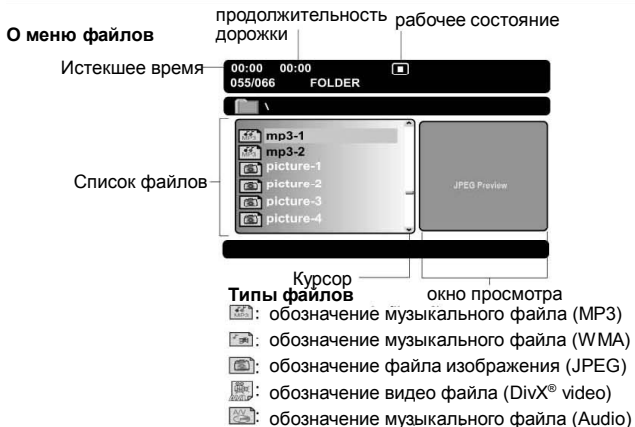 О меню файлов
продолжительность
дорожки
рабочее состояние
Истекшее время
00:00 00:00
055/066 FOLDER
\
Список файлов
mp3-1
mp3-2
picture-1
picture-2
picture-3
picture-4
JPEG Preview
Курсор
окно просмотра
Типы файлов
: обозначение музыкального файла (MP3)
: обозначение музыкального файла (WMA)
: обозначение файла изображения (JPEG)
: обозначение видео файла (DivX® video)
: обозначение музыкального файла (Audio)